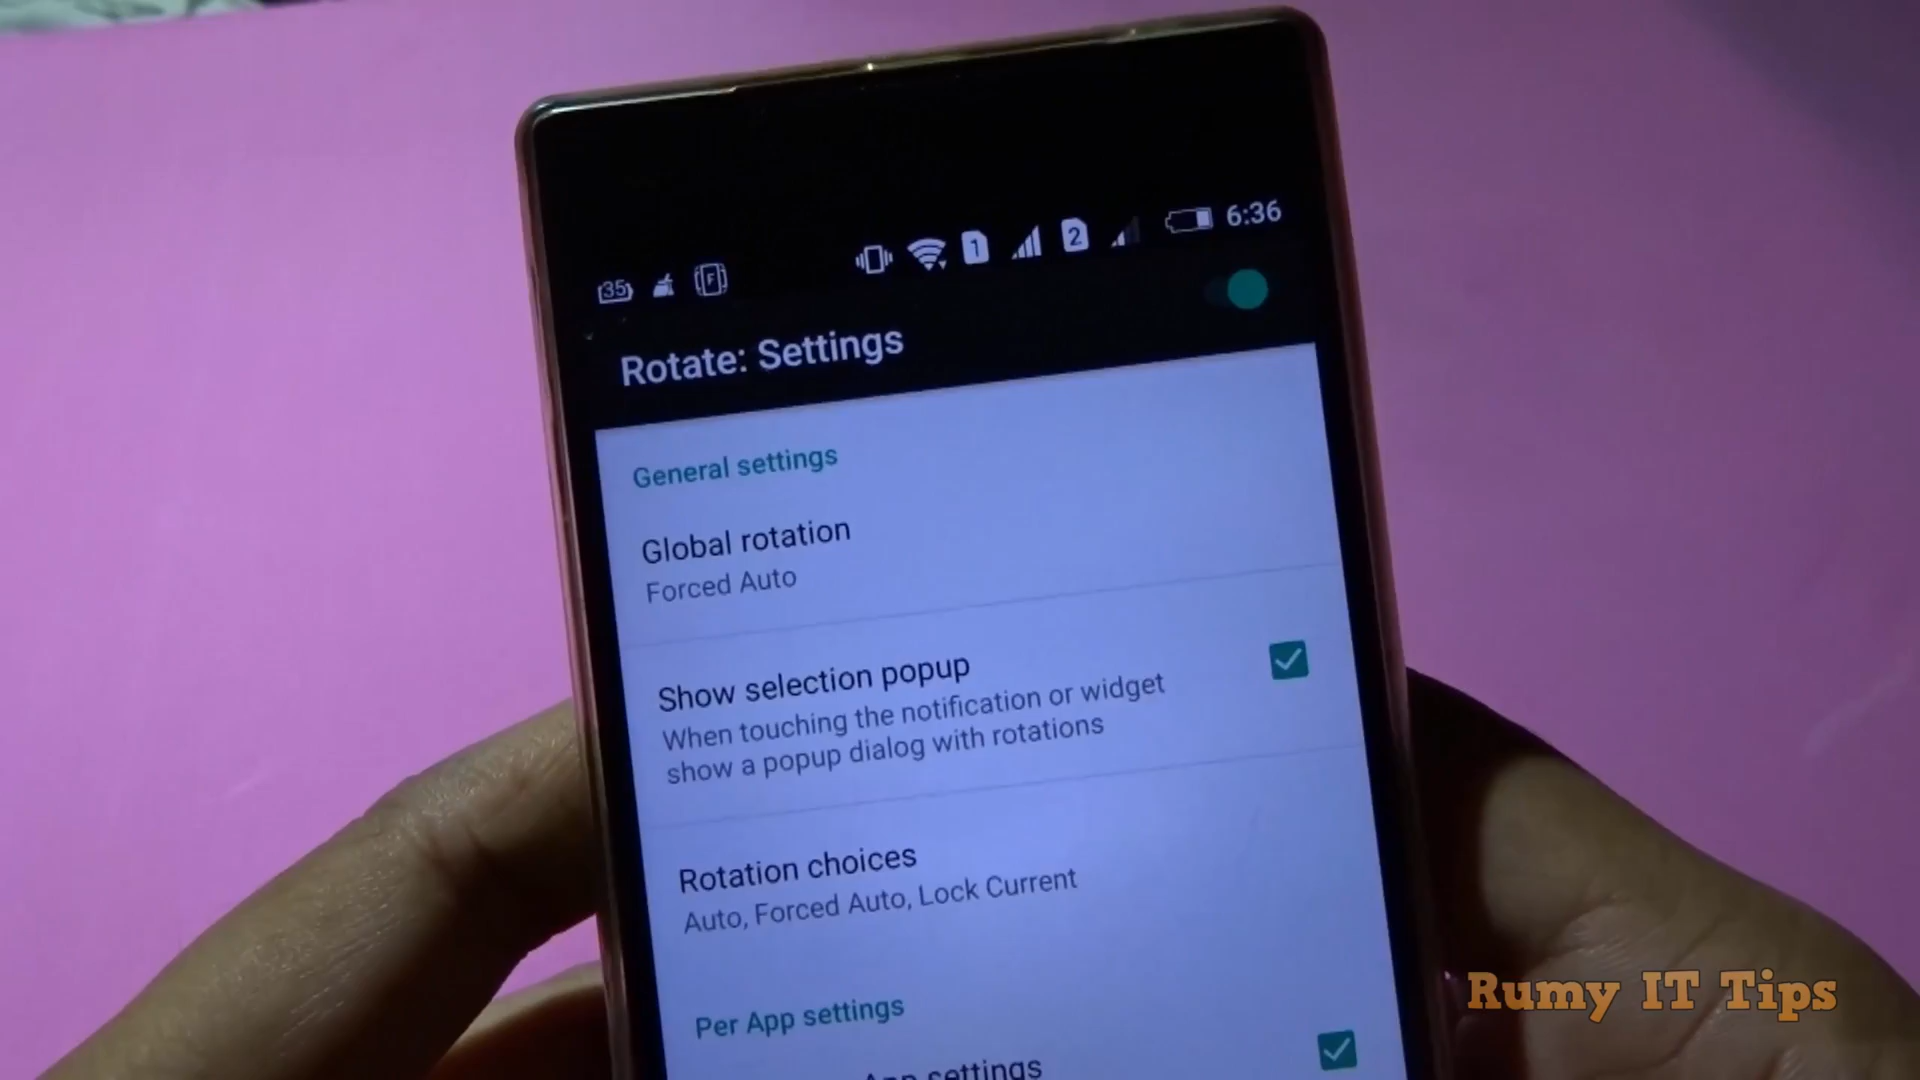 35 F 1 2 6:36
Rotate: Settings
General settings
Global rotation
Forced Auto
Show selection popup
When touching the notification or widget
show a popup dialog with rotations
Rotation choices
Auto, Forced Auto, Lock Current
Per App settings
App settings
Rumy IT Tips